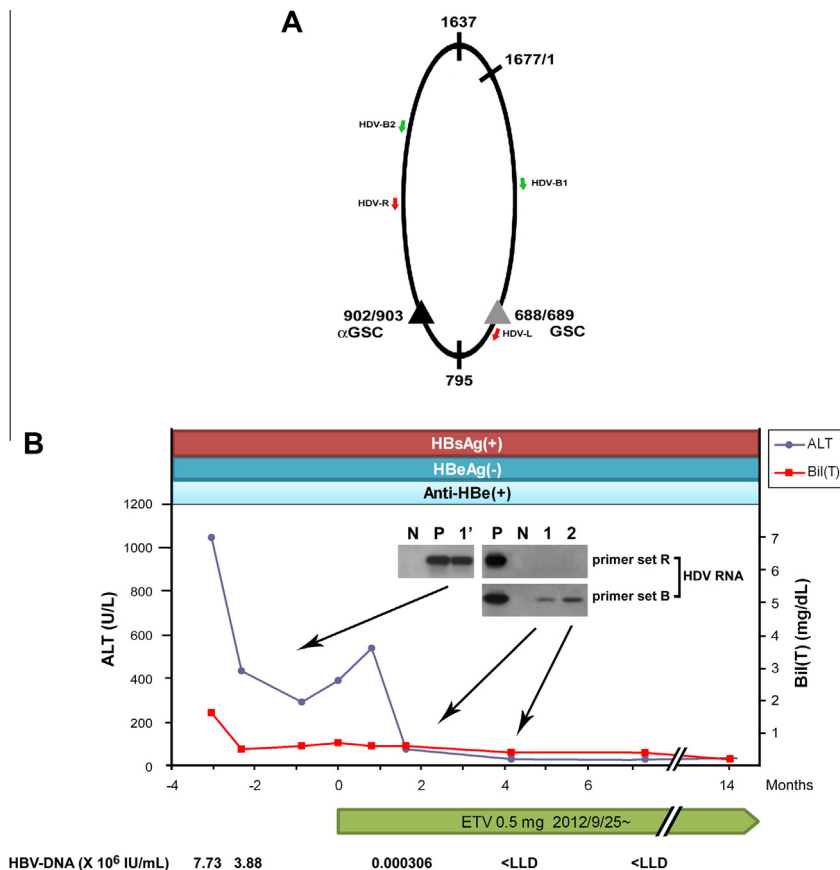 A
1637
1677/1
HDV-B2
HDV-B1
HDV-R
902/903
αGSC
688/689
GSC
HDV-L
795
B
HBsAg(+)
HBeAg(-)
Anti-HBe(+)
ALT
Bil(T)
1200
1000
800
600
400
200
0
ALT (U/L)
7
6
5
4
3
2
1
Bil(T) (mg/dL)
N P 1' P N 1 2
primer set R
primer set B
HDV RNA
-4 -2 0 2 4 6 14 Months
ETV 0.5 mg 2012/9/25~
HBV-DNA (X 10⁶ IU/mL) 7.73 3.88 0.000306 <LLD <LLD